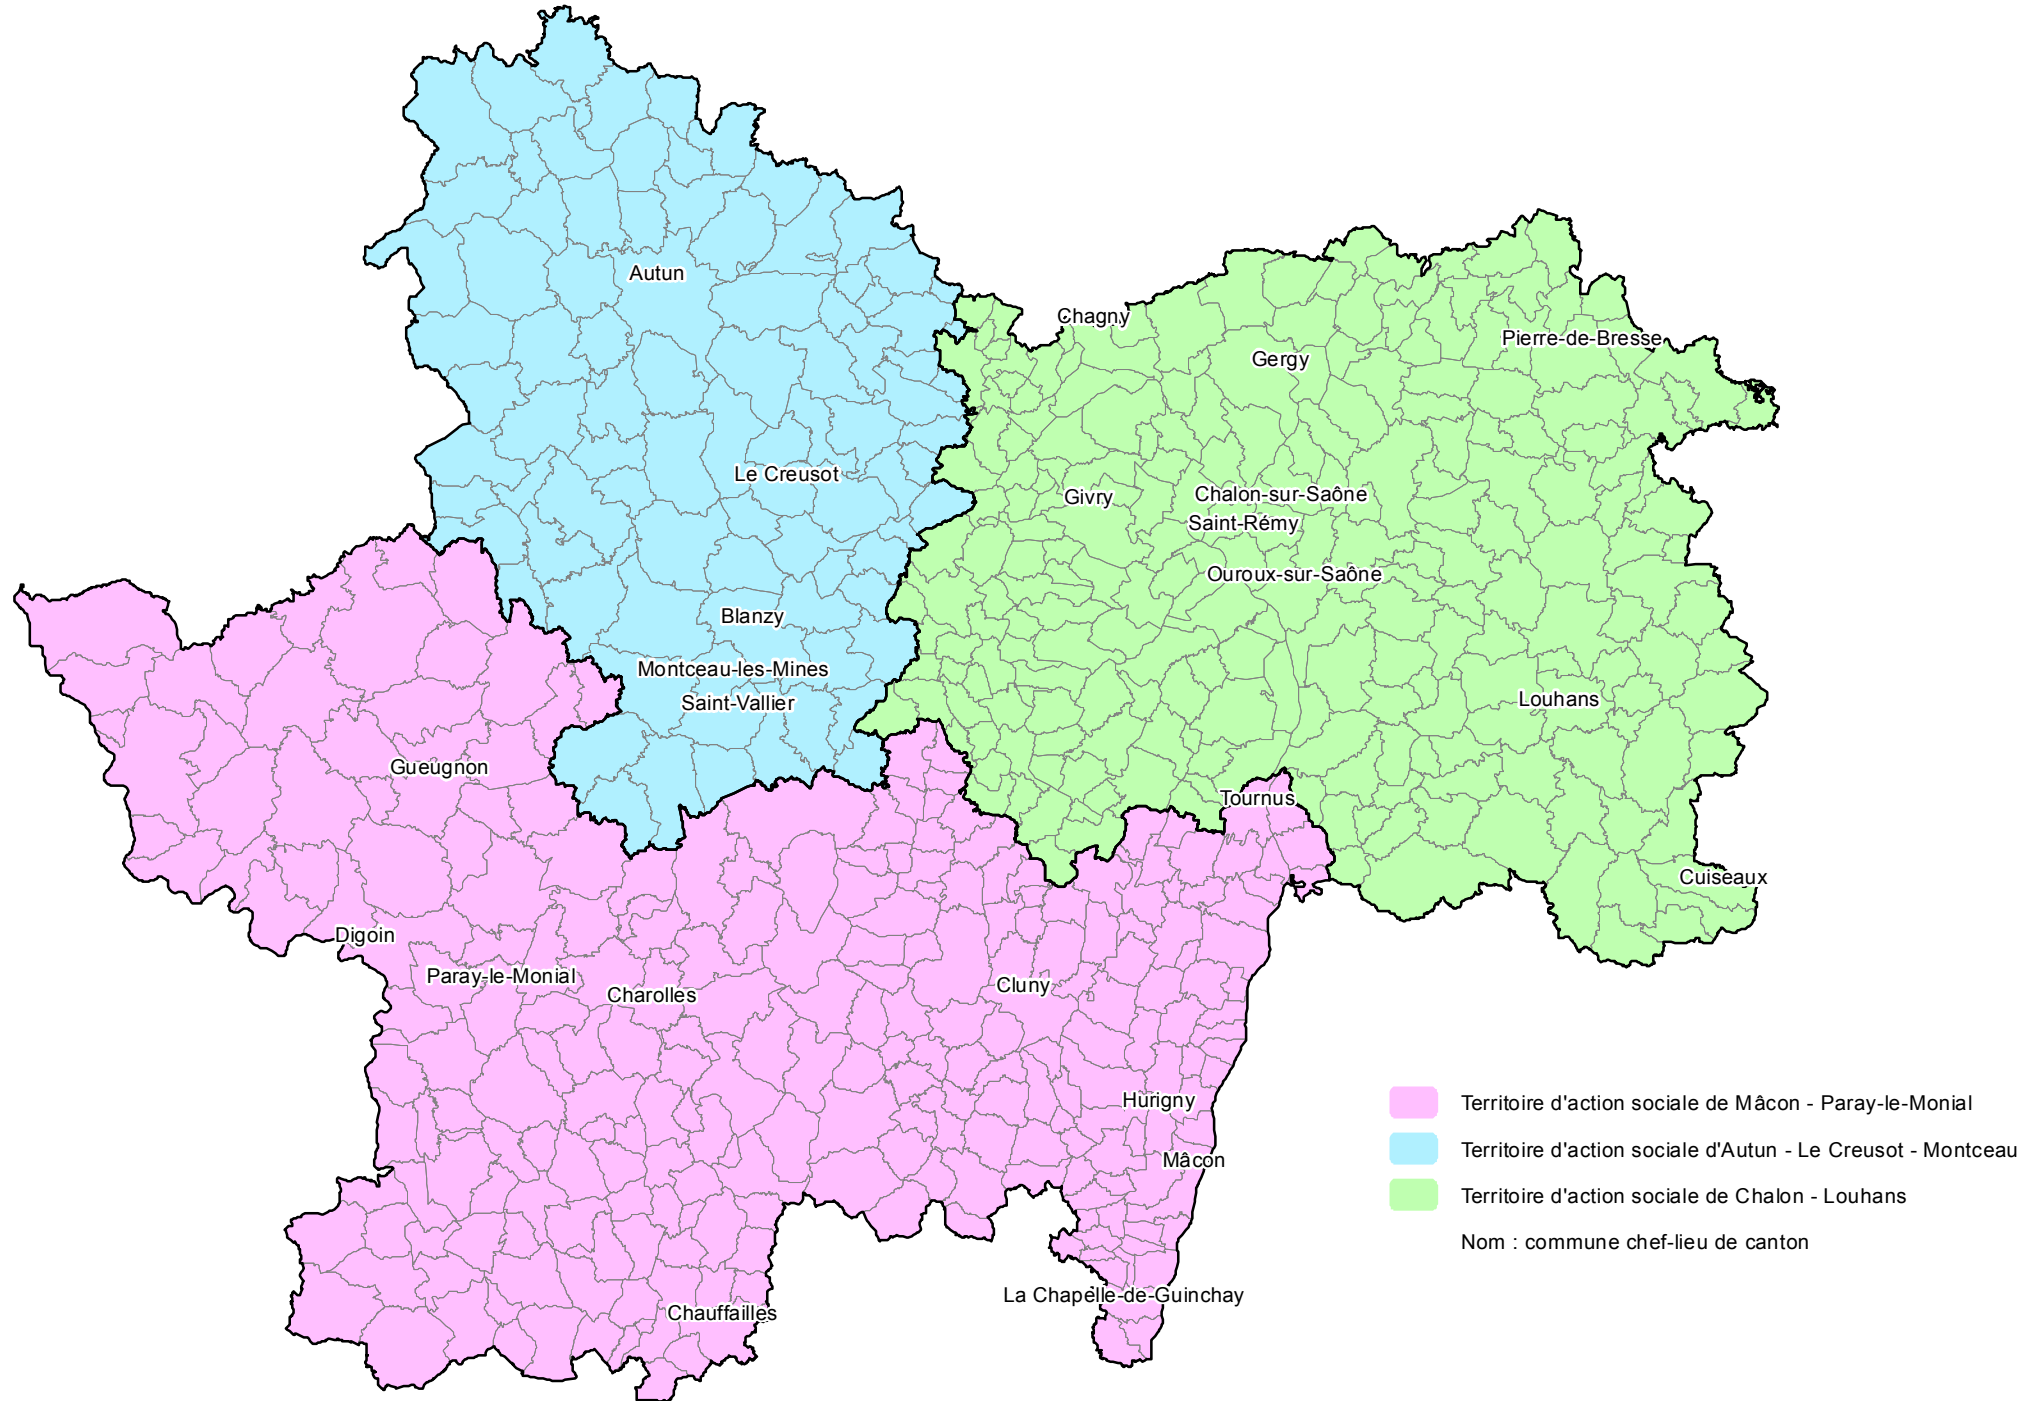 Autun
Chagny
Pierre-de-Bresse
Gergy
Le Creusot
Givry
Chalon-sur-Saône
Saint-Rémy
Ouroux-sur-Saône
Blanzy
Montceau-les-Mines
Saint-Vallier
Louhans
Gueugnon
Tournus
Cuiseaux
Digoin
Paray-le-Monial
Charolles
Cluny
Hurigny
Mâcon
La Chapelle-de-Guinchay
Chauffailles
Territoire d'action sociale de Mâcon - Paray-le-Monial
Territoire d'action sociale d'Autun - Le Creusot - Montceau
Territoire d'action sociale de Chalon - Louhans
Nom : commune chef-lieu de canton